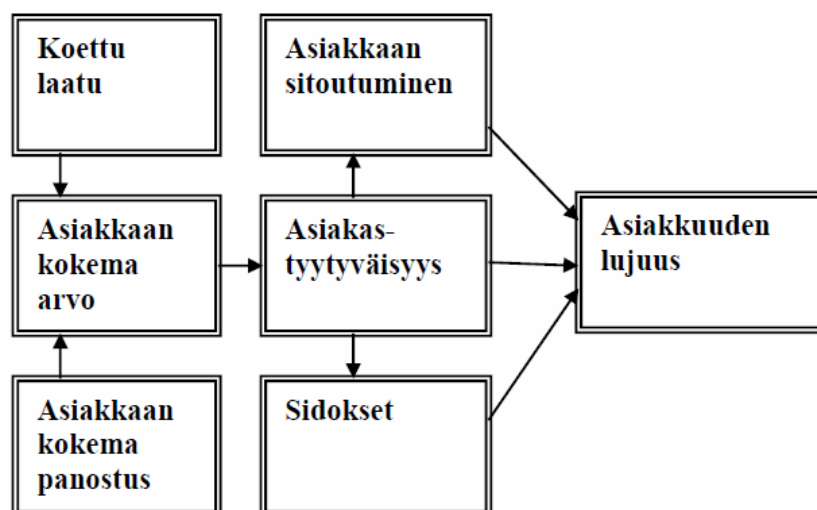 Koettu
laatu
Asiakkaan
sitoutuminen
Asiakkaan
kokema
arvo
Asiakas-
tyytyväisyys
Asiakkuuden
lujuus
Asiakkaan
kokema
panostus
Sidokset